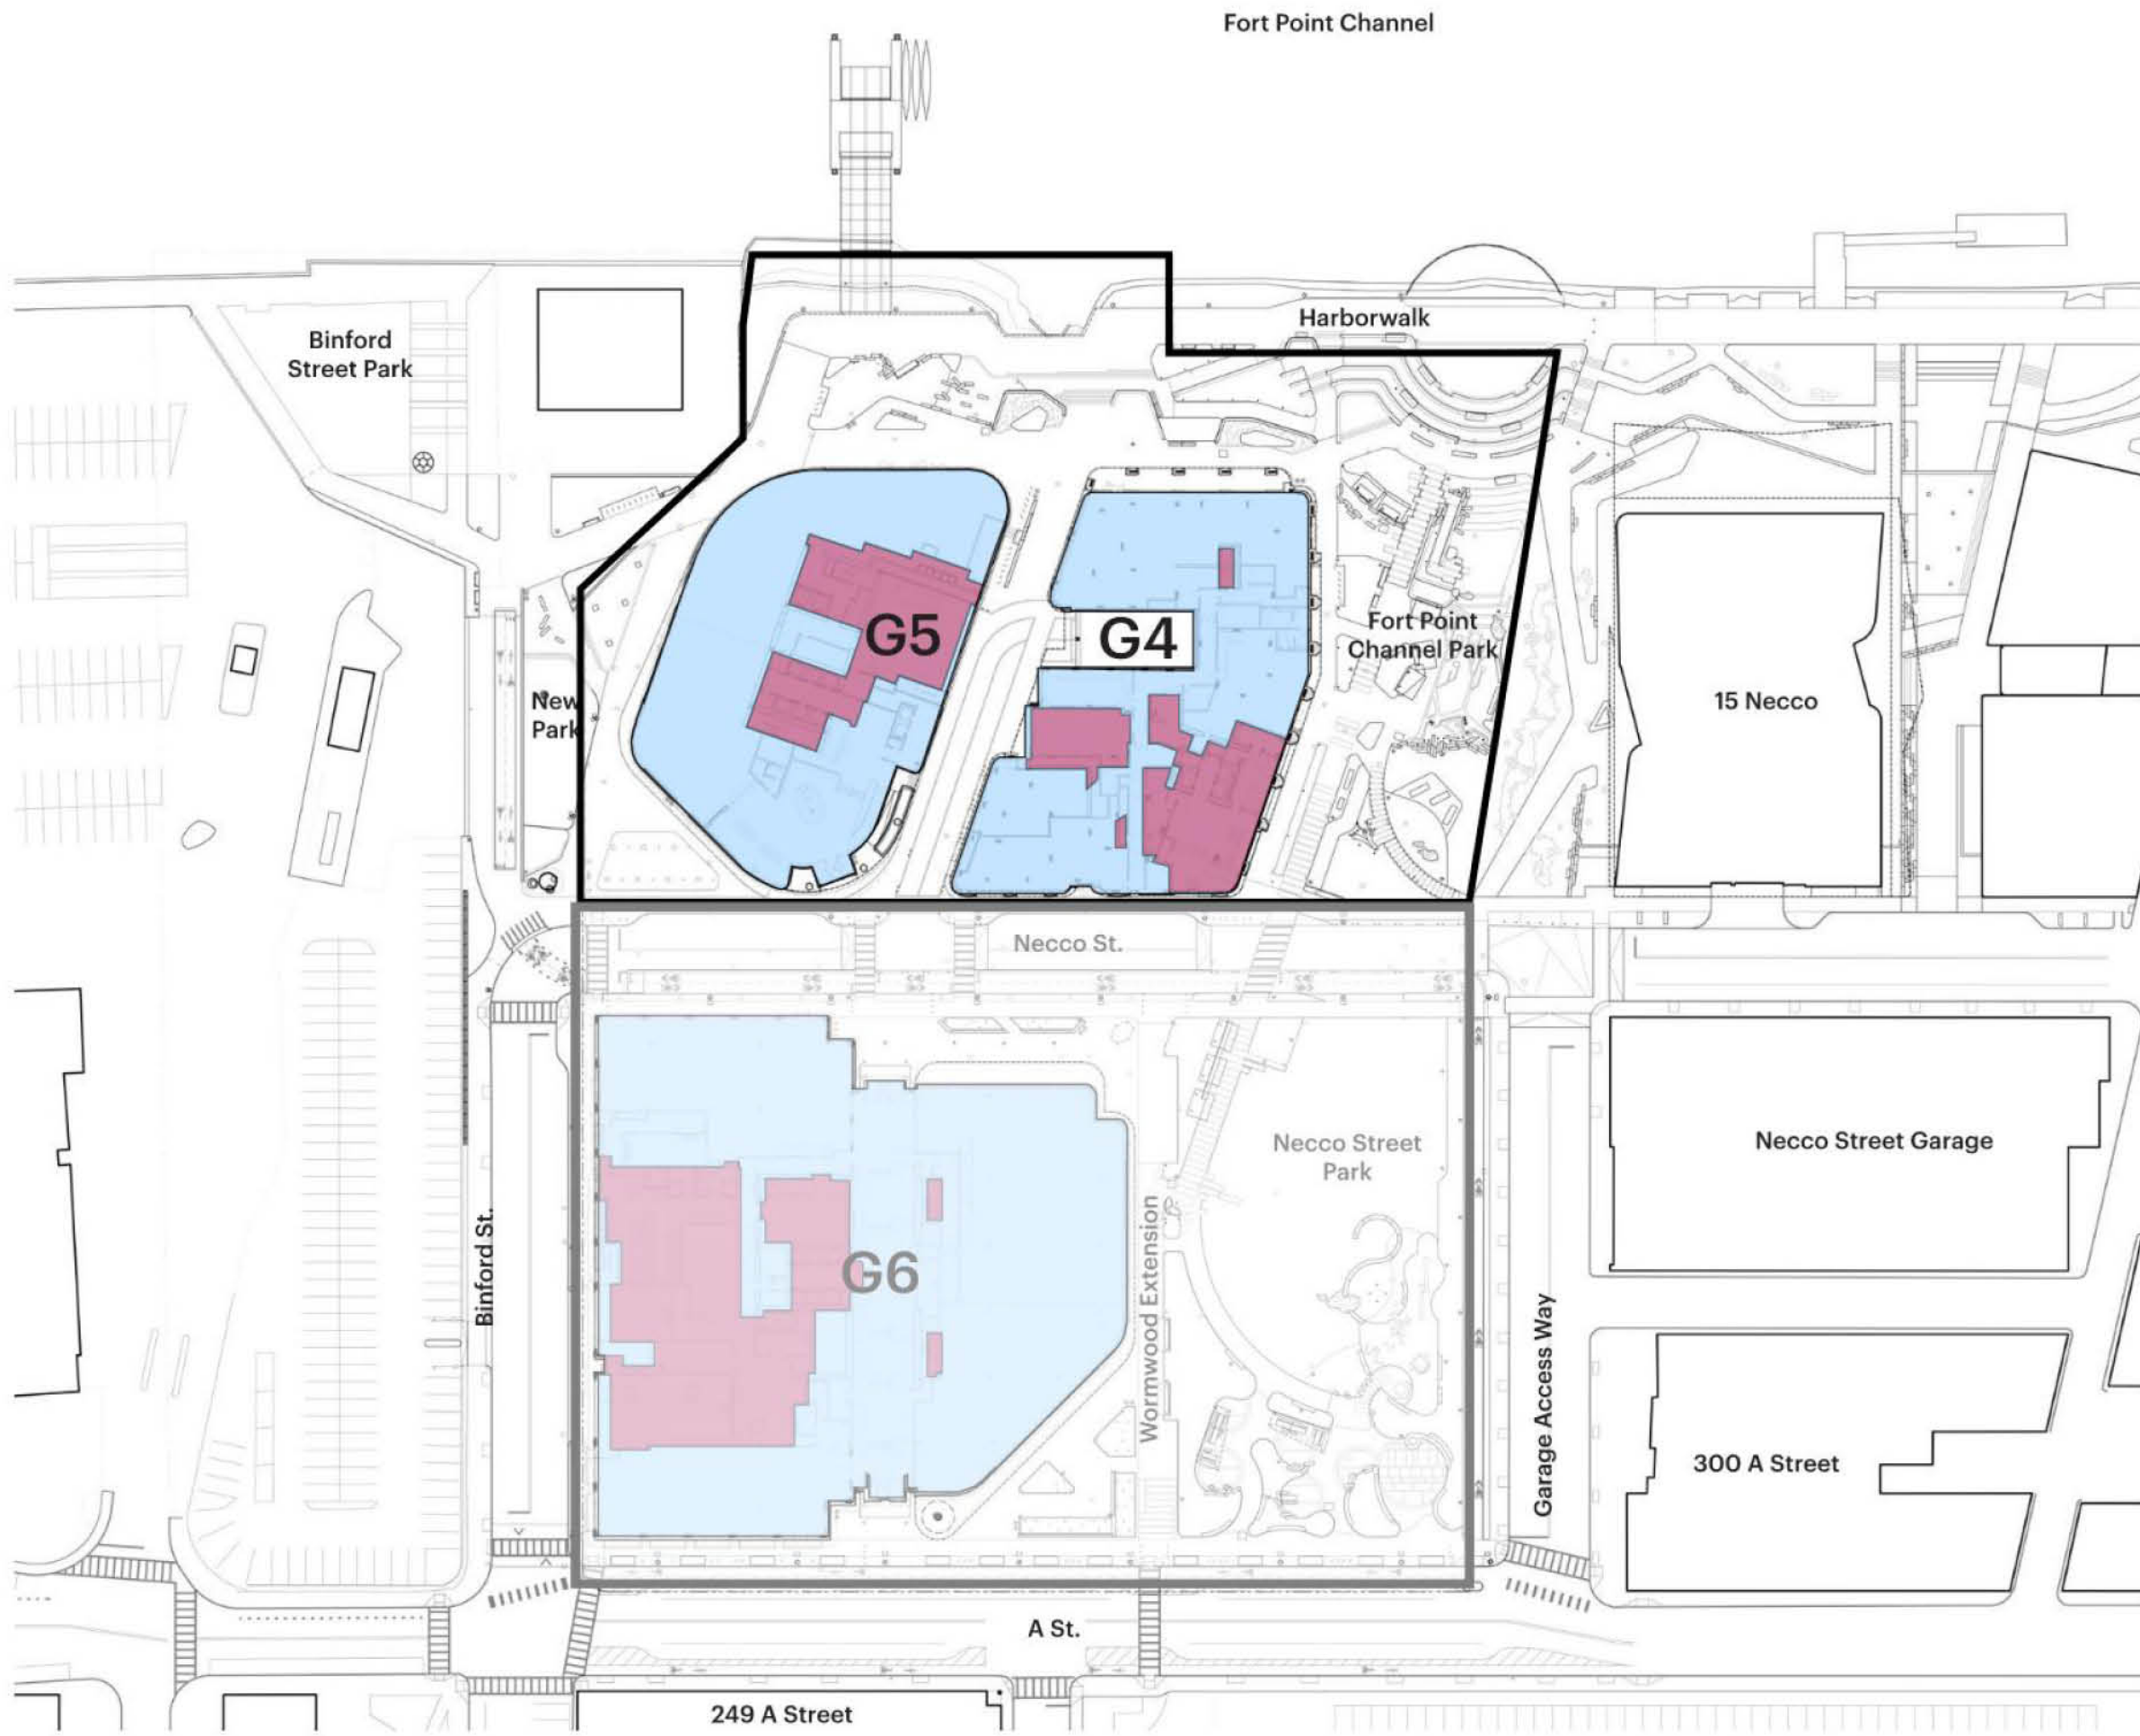 Fort Point Channel
Harborwalk
Binford
Street Park
G5
G4
Fort Point
Channel Park
New
Park
15 Necco
Necco St.
Necco Street
Park
Necco Street Garage
G6
Binford St.
Wormwood Extension
Garage Access Way
300 A Street
A St.
249 A Street